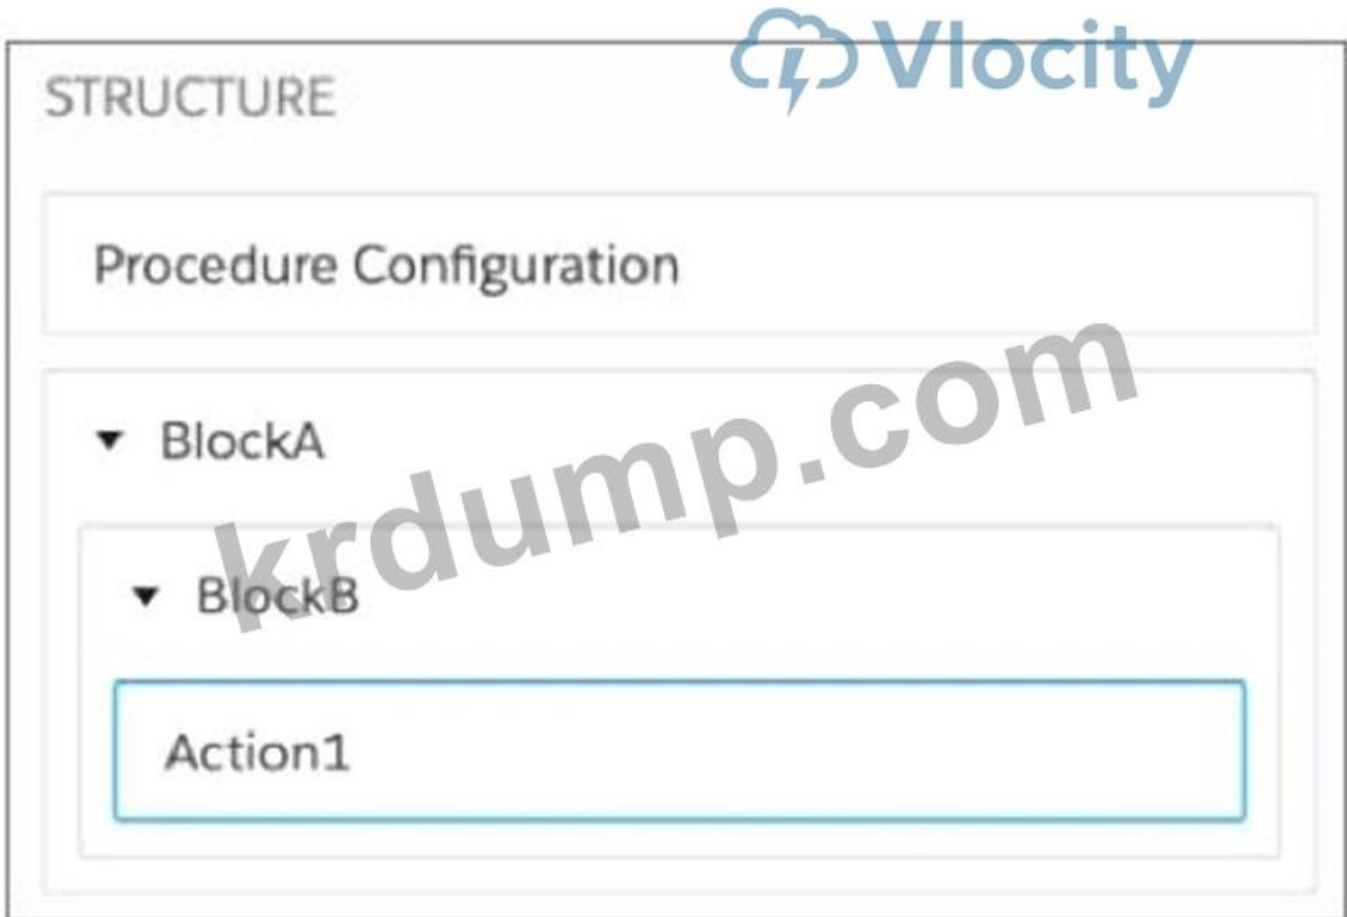 Vlocity
STRUCTURE
Procedure Configuration
BlockA
krdump.com
BlockB
Action1